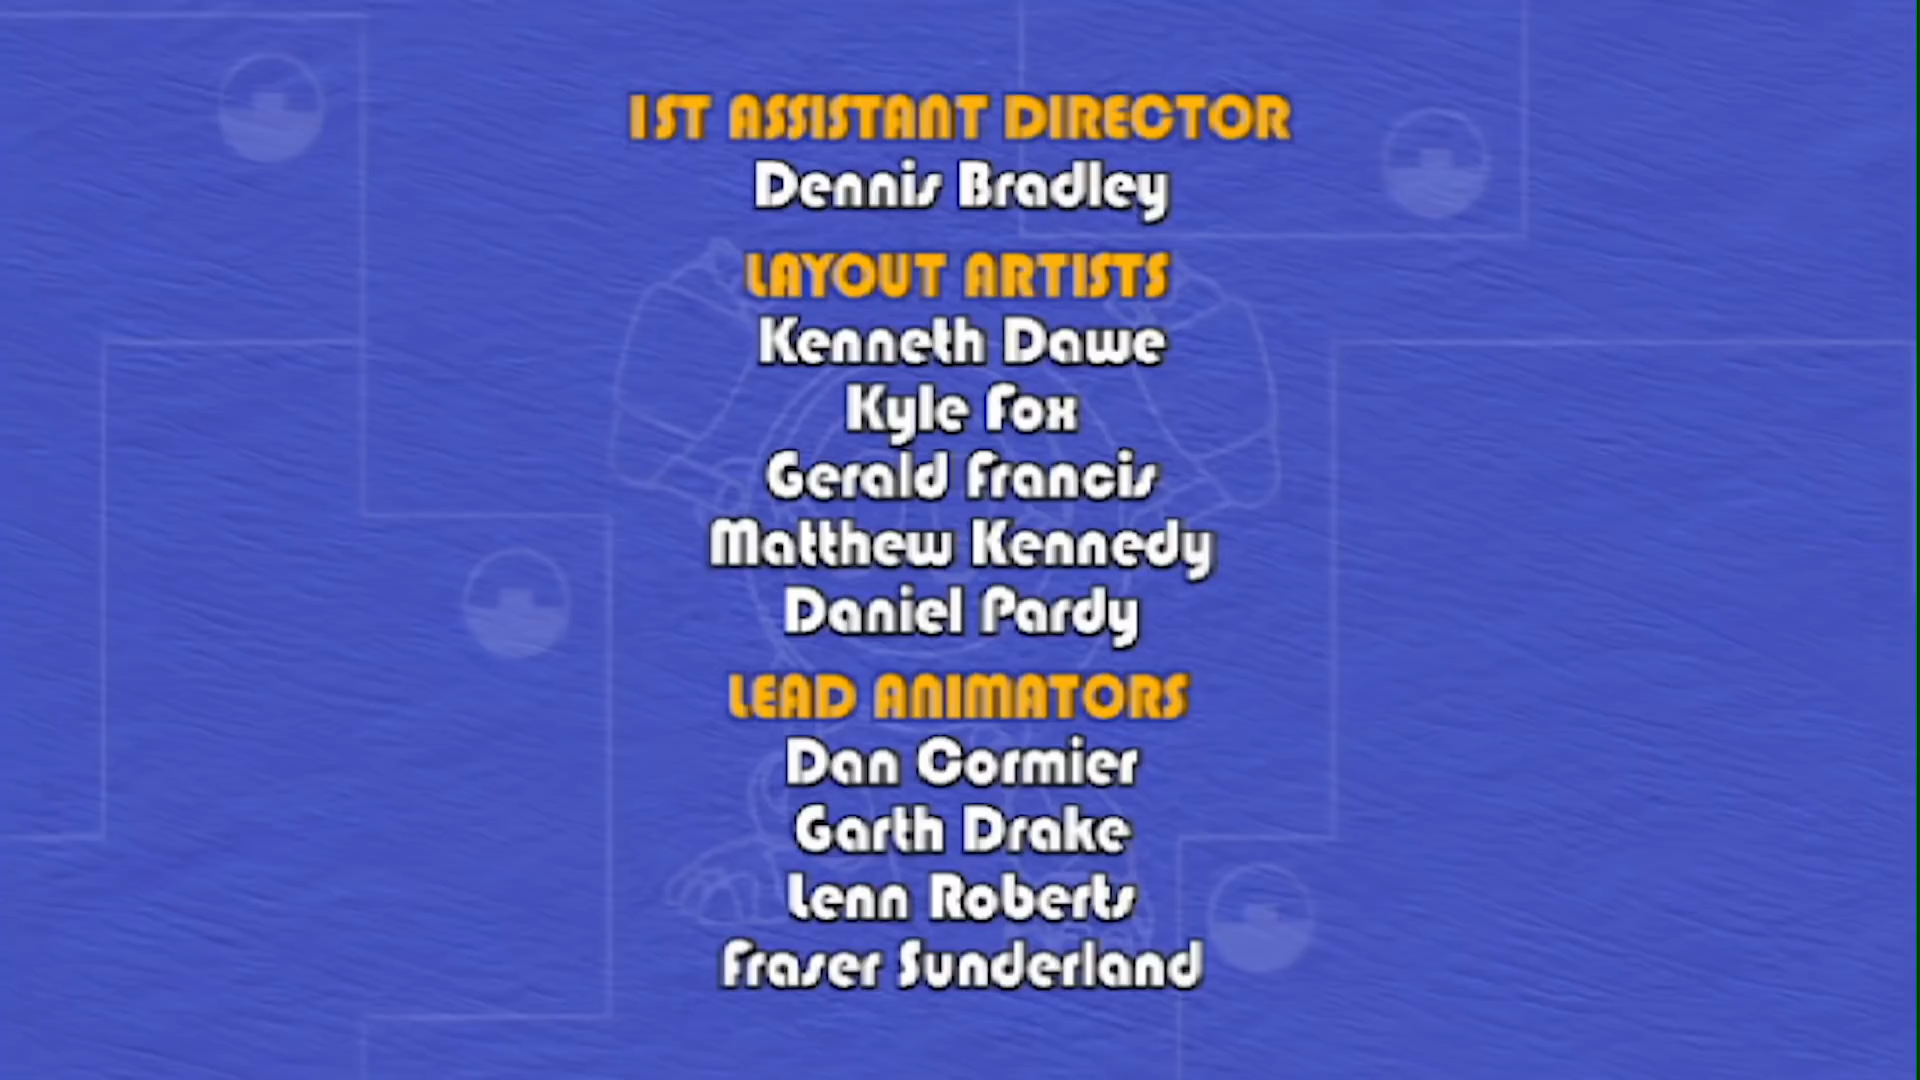 1ST ASSISTANT DIRECTOR
Dennis Bradley
LAYOUT ARTISTS
Kenneth Dawe
Kyle Fox
Gerald Francis
Matthew Kennedy
Daniel Pardy
LEAD ANIMATORS
Dan Cormier
Garth Drake
Lenn Roberts
Fraser Sunderland